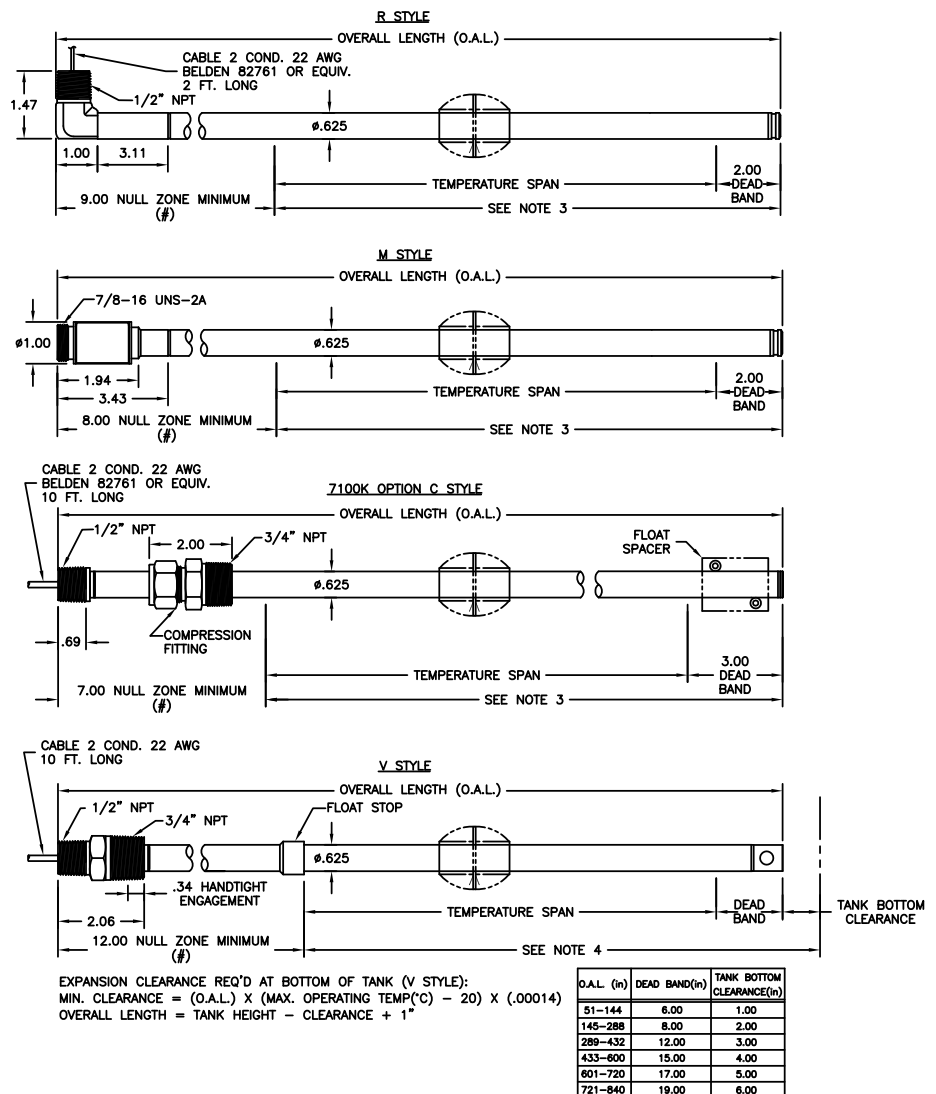 R STYLE
OVERALL LENGTH (O.A.L.)
CABLE 2 COND. 22 AWG
BELDEN 82761 OR EQUIV.
2 FT. LONG
1/2" NPT
1.47
ø.625
1.00
3.11
2.00
DEAD
BAND
TEMPERATURE SPAN
9.00 NULL ZONE MINIMUM
(#)
SEE NOTE 3
M STYLE
OVERALL LENGTH (O.A.L.)
7/8-16 UNS-2A
ø1.00
ø.625
1.94
3.43
2.00
DEAD
BAND
TEMPERATURE SPAN
8.00 NULL ZONE MINIMUM
(#)
SEE NOTE 3
CABLE 2 COND. 22 AWG
BELDEN 82761 OR EQUIV.
10 FT. LONG
7100K OPTION C STYLE
OVERALL LENGTH (O.A.L.)
1/2" NPT
2.00
3/4" NPT
FLOAT
SPACER
ø.625
.69
COMPRESSION
FITTING
3.00
DEAD
BAND
TEMPERATURE SPAN
7.00 NULL ZONE MINIMUM
(#)
SEE NOTE 3
CABLE 2 COND. 22 AWG
10 FT. LONG
V STYLE
OVERALL LENGTH (O.A.L.)
1/2" NPT
3/4" NPT
FLOAT STOP
ø.625
.34 HANDTIGHT
ENGAGEMENT
2.06
TEMPERATURE SPAN
DEAD
BAND
TANK BOTTOM
CLEARANCE
12.00 NULL ZONE MINIMUM
(#)
SEE NOTE 4
EXPANSION CLEARANCE REQ'D AT BOTTOM OF TANK (V STYLE):
MIN. CLEARANCE = (O.A.L.) X (MAX. OPERATING TEMP(°C) - 20) X (.00014)
OVERALL LENGTH = TANK HEIGHT - CLEARANCE + 1"
O.A.L. (in) DEAD BAND(in) TANK BOTTOM CLEARANCE(in)
51-144 6.00 1.00
145-288 8.00 2.00
289-432 12.00 3.00
433-600 15.00 4.00
601-720 17.00 5.00
721-840 19.00 6.00